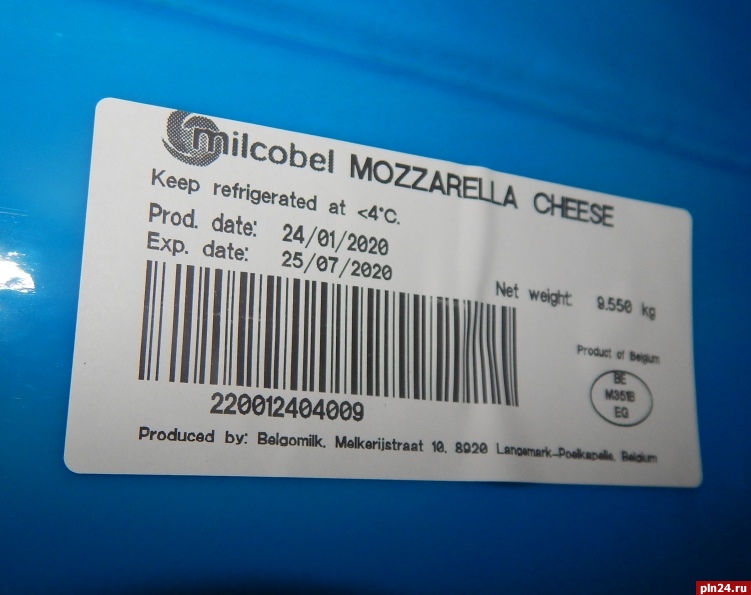 milcobel MOZZARELLA CHEESE
Keep refrigerated at <4°C.
Prod. date: 24/01/2020
Exp. date: 25/07/2020
Net weight: 9.550 kg
Product of Belgium
BE
M351B
EG
220012404009
Produced by: Belgomilk, Melkerijstraat 10, 8920 Langemark-Poelkapelle, Belgium
pln24.ru